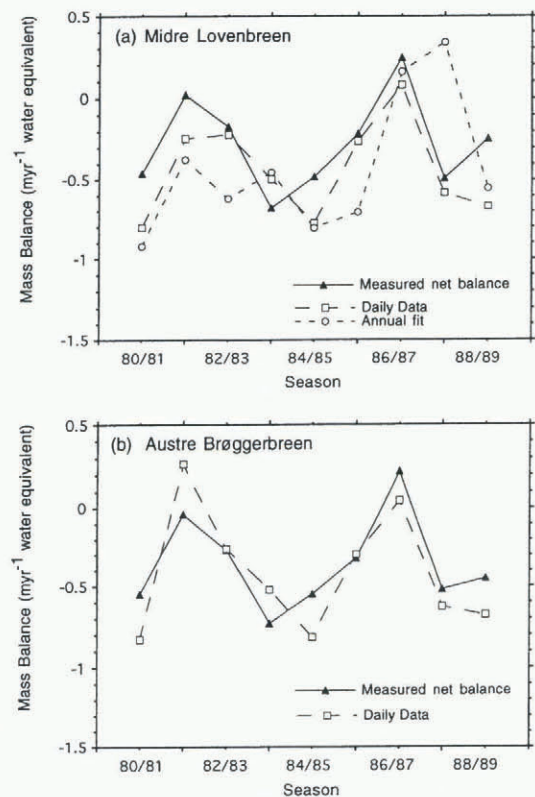 (a) Midre Lovenbreen
Mass Balance (myr⁻¹ water equivalent)
0.5
0
-0.5
-1
-1.5
Measured net balance
Daily Data
Annual fit
80/81 82/83 84/85 86/87 88/89
Season
(b) Austre Brøggerbreen
Mass Balance (myr⁻¹ water equivalent)
0.5
0
-0.5
-1
-1.5
Measured net balance
Daily Data
80/81 82/83 84/85 86/87 88/89
Season